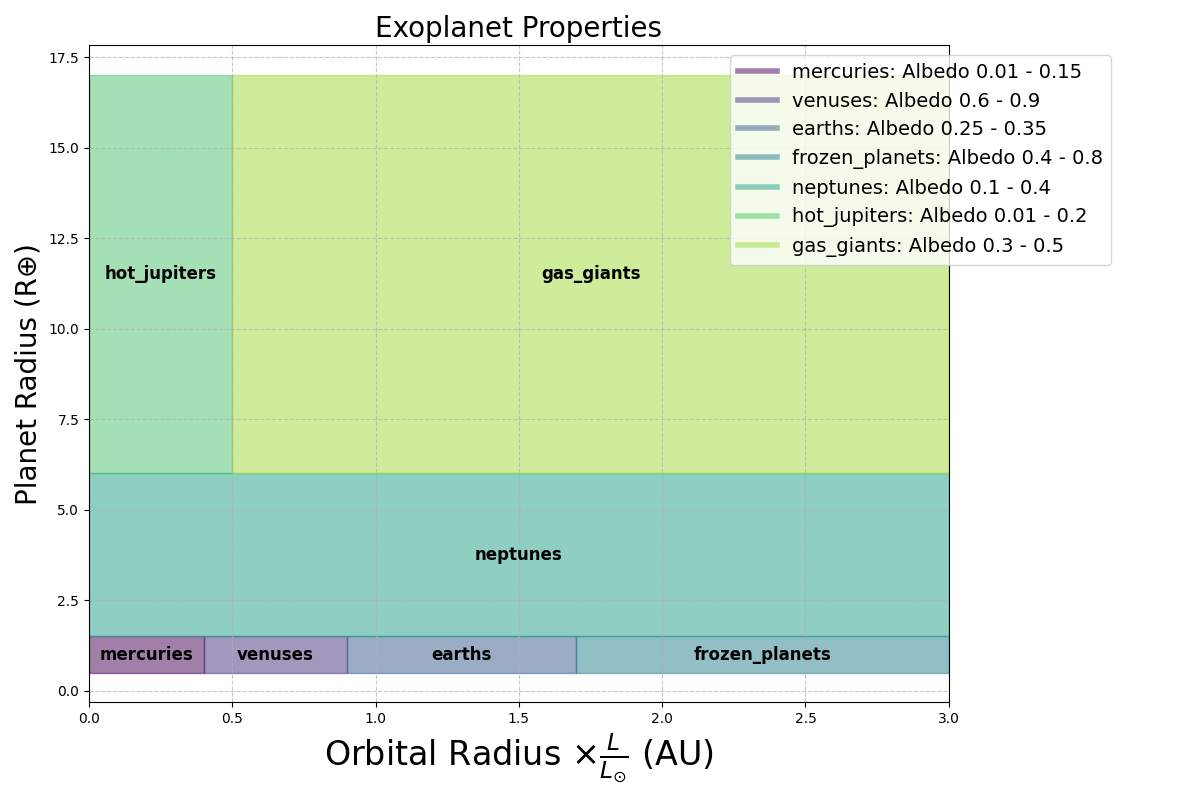 Exoplanet Properties
17.5
15.0
12.5
10.0
7.5
5.0
2.5
0.0
Planet Radius (R⊕)
mercuries: Albedo 0.01 - 0.15
venuses: Albedo 0.6 - 0.9
earths: Albedo 0.25 - 0.35
frozen_planets: Albedo 0.4 - 0.8
neptunes: Albedo 0.1 - 0.4
hot_jupiters: Albedo 0.01 - 0.2
gas_giants: Albedo 0.3 - 0.5
hot_jupiters
gas_giants
neptunes
mercuries
venuses
earths
frozen_planets
0.0 0.5 1.0 1.5 2.0 2.5 3.0
Orbital Radius ×L/L⊙ (AU)